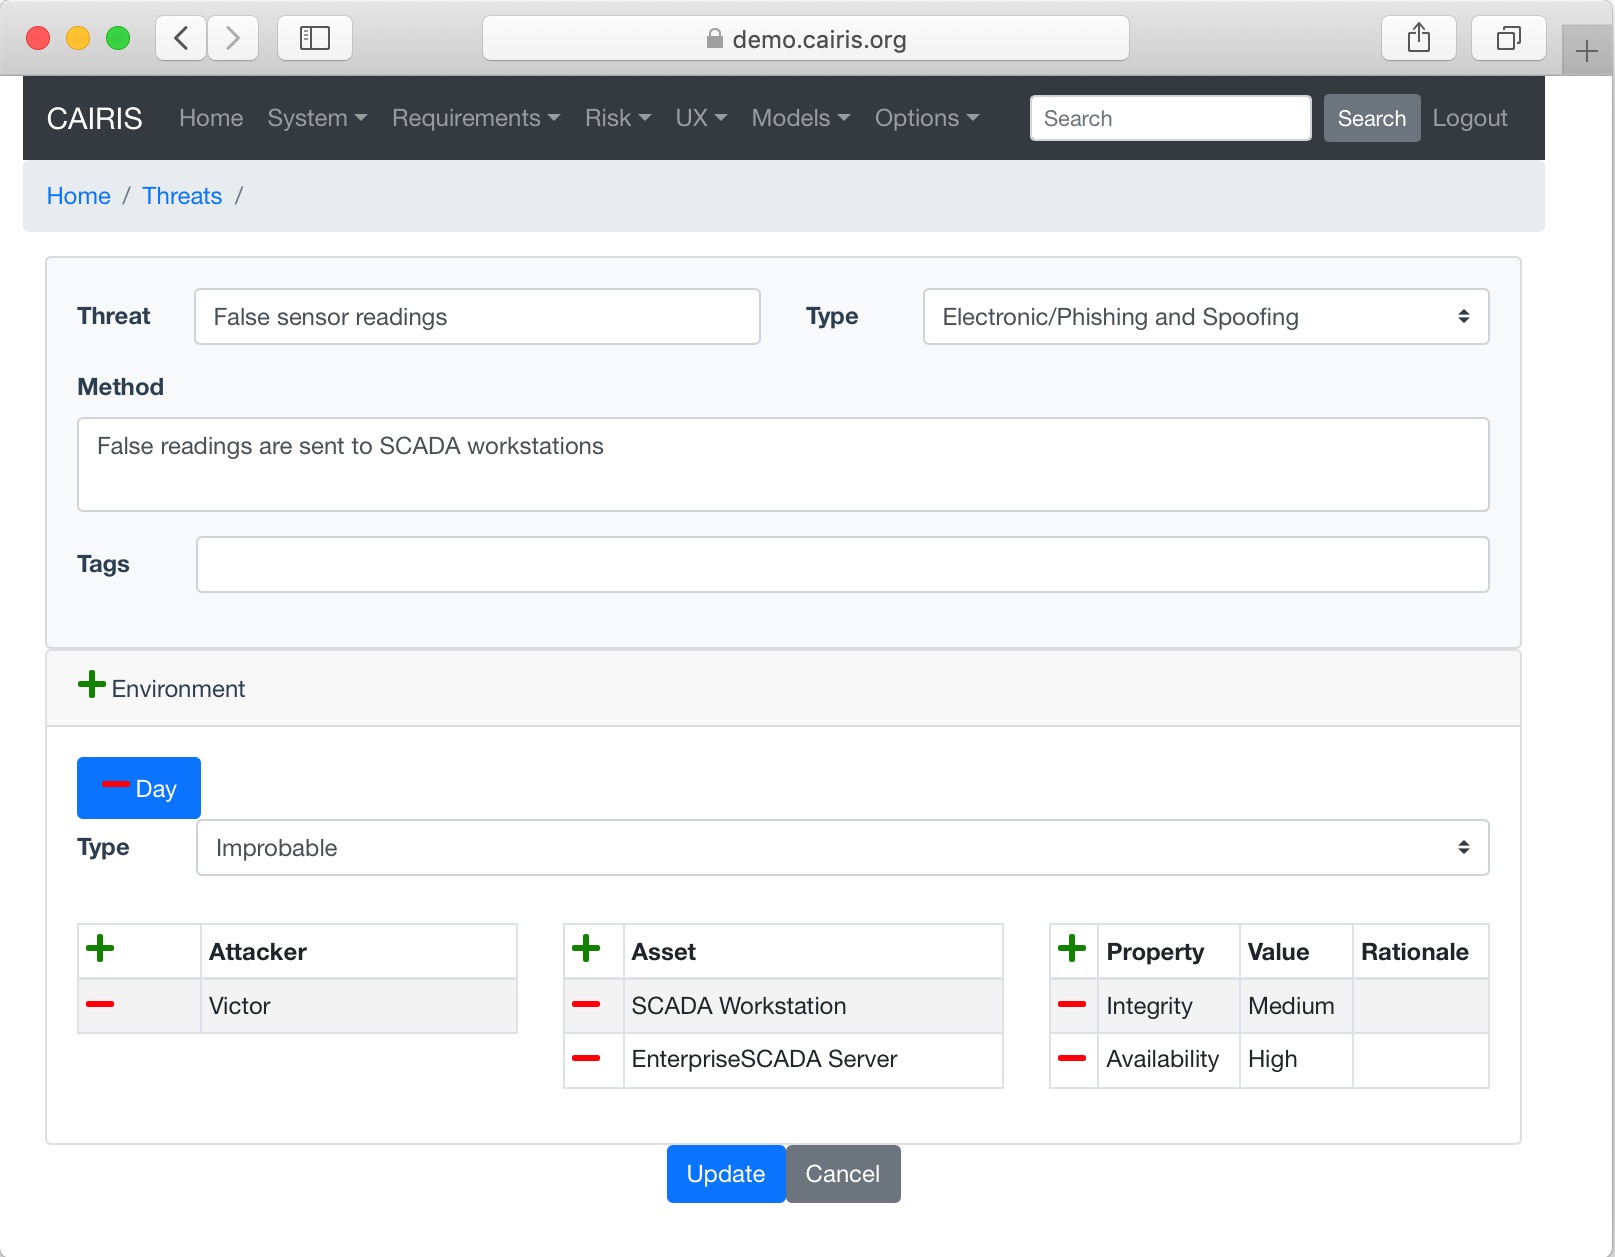 demo.cairis.org
CAIRIS Home System Requirements Risk UX Models Options Search Search Logout
Home / Threats /
Threat False sensor readings Type Electronic/Phishing and Spoofing
Method
False readings are sent to SCADA workstations
Tags
Environment
Day
Type Improbable
Attacker Asset Property Value Rationale
Victor SCADA Workstation Integrity Medium
EnterpriseSCADA Server Availability High
Update Cancel